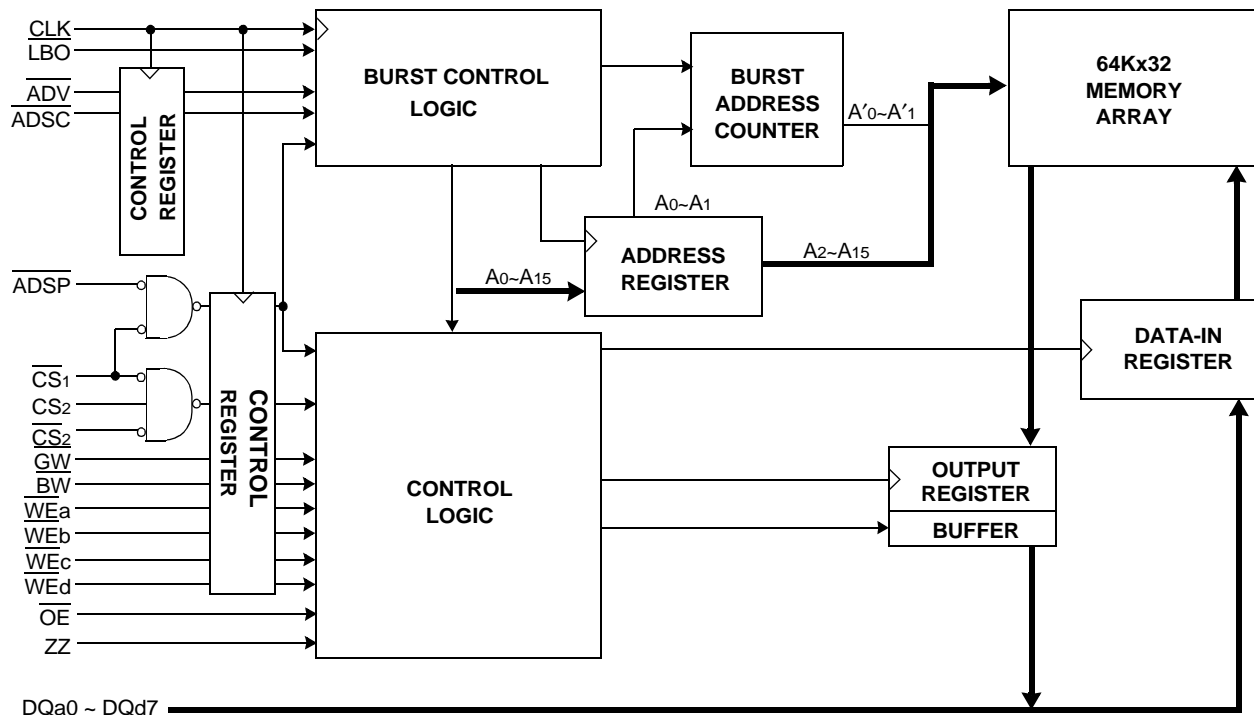 CLK
LBO
ADV
ADSC
CONTROL
REGISTER
BURST CONTROL
LOGIC
BURST
ADDRESS
COUNTER
A′0~A′1
64Kx32
MEMORY
ARRAY
A0~A1
ADDRESS
REGISTER
A2~A15
A0~A15
ADSP
CS1
CS2
CS2
GW
BW
WEa
WEb
WEc
WEd
OE
ZZ
CONTROL
REGISTER
CONTROL
LOGIC
DATA-IN
REGISTER
OUTPUT
REGISTER
BUFFER
DQa0 ~ DQd7